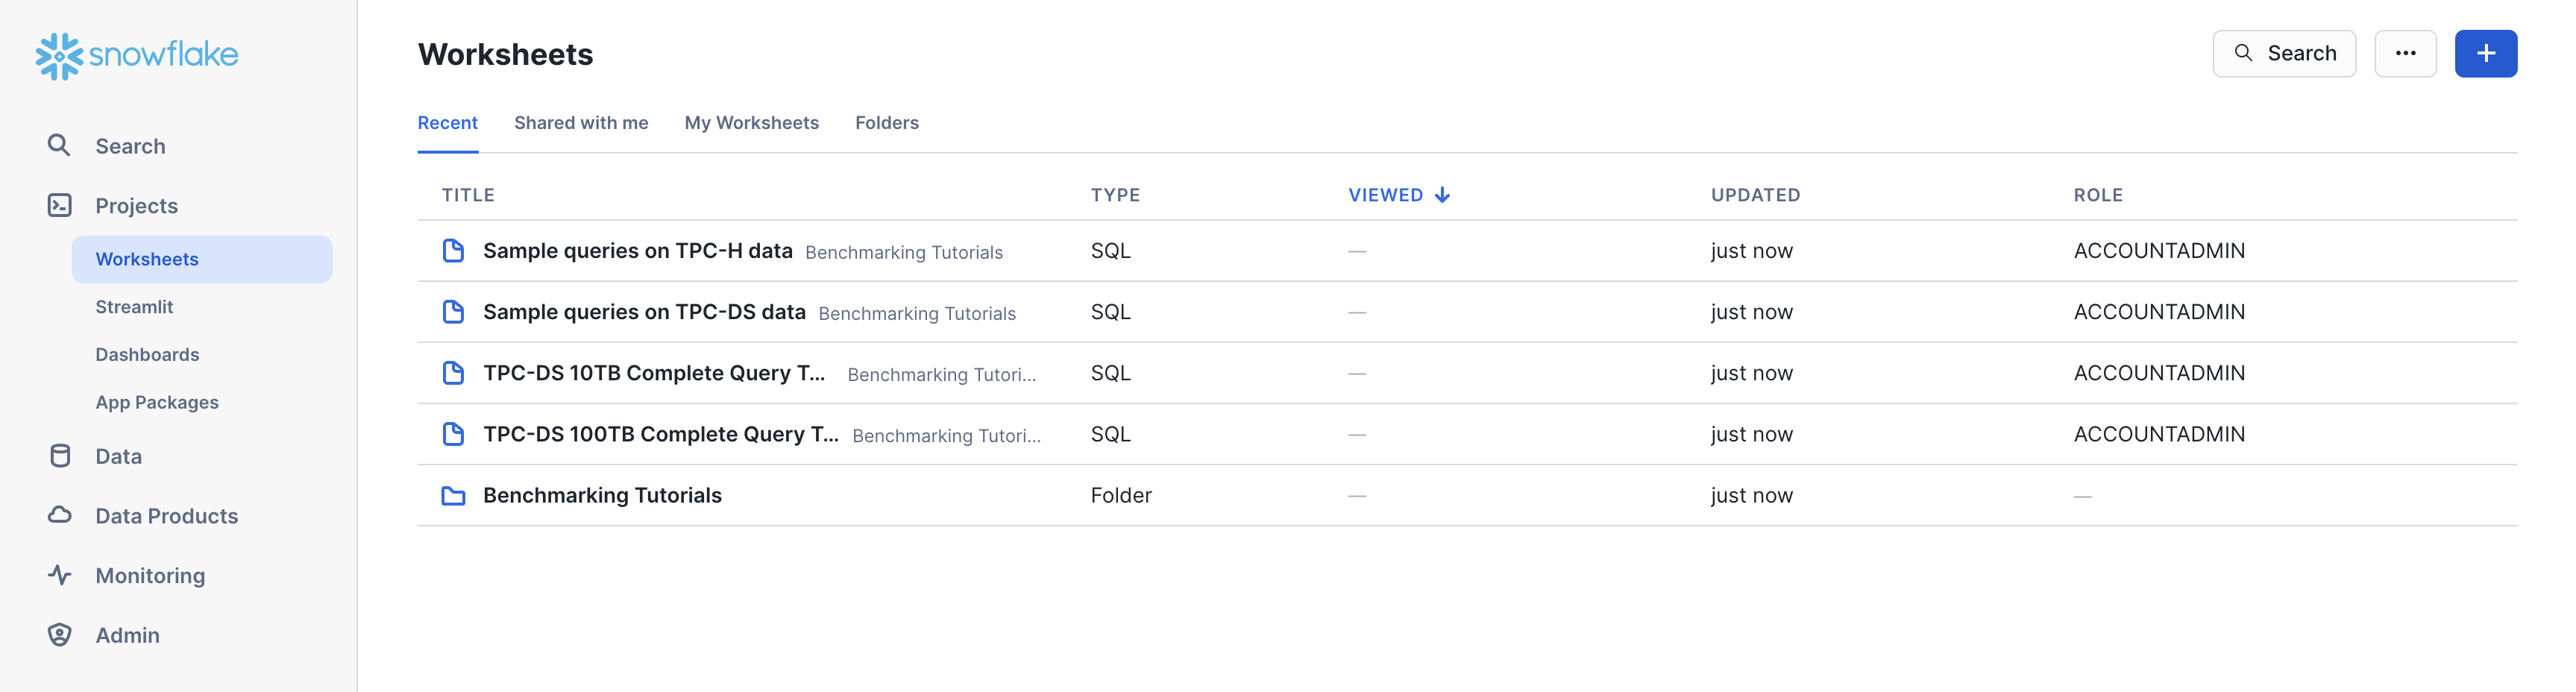 snowflake
Search
Projects
Worksheets
Streamlit
Dashboards
App Packages
Data
Data Products
Monitoring
Admin
Worksheets
Search
Recent Shared with me My Worksheets Folders
TITLE TYPE VIEWED UPDATED ROLE
Sample queries on TPC-H data Benchmarking Tutorials SQL — just now ACCOUNTADMIN
Sample queries on TPC-DS data Benchmarking Tutorials SQL — just now ACCOUNTADMIN
TPC-DS 10TB Complete Query T... Benchmarking Tutori... SQL — just now ACCOUNTADMIN
TPC-DS 100TB Complete Query T... Benchmarking Tutori... SQL — just now ACCOUNTADMIN
Benchmarking Tutorials Folder — just now —